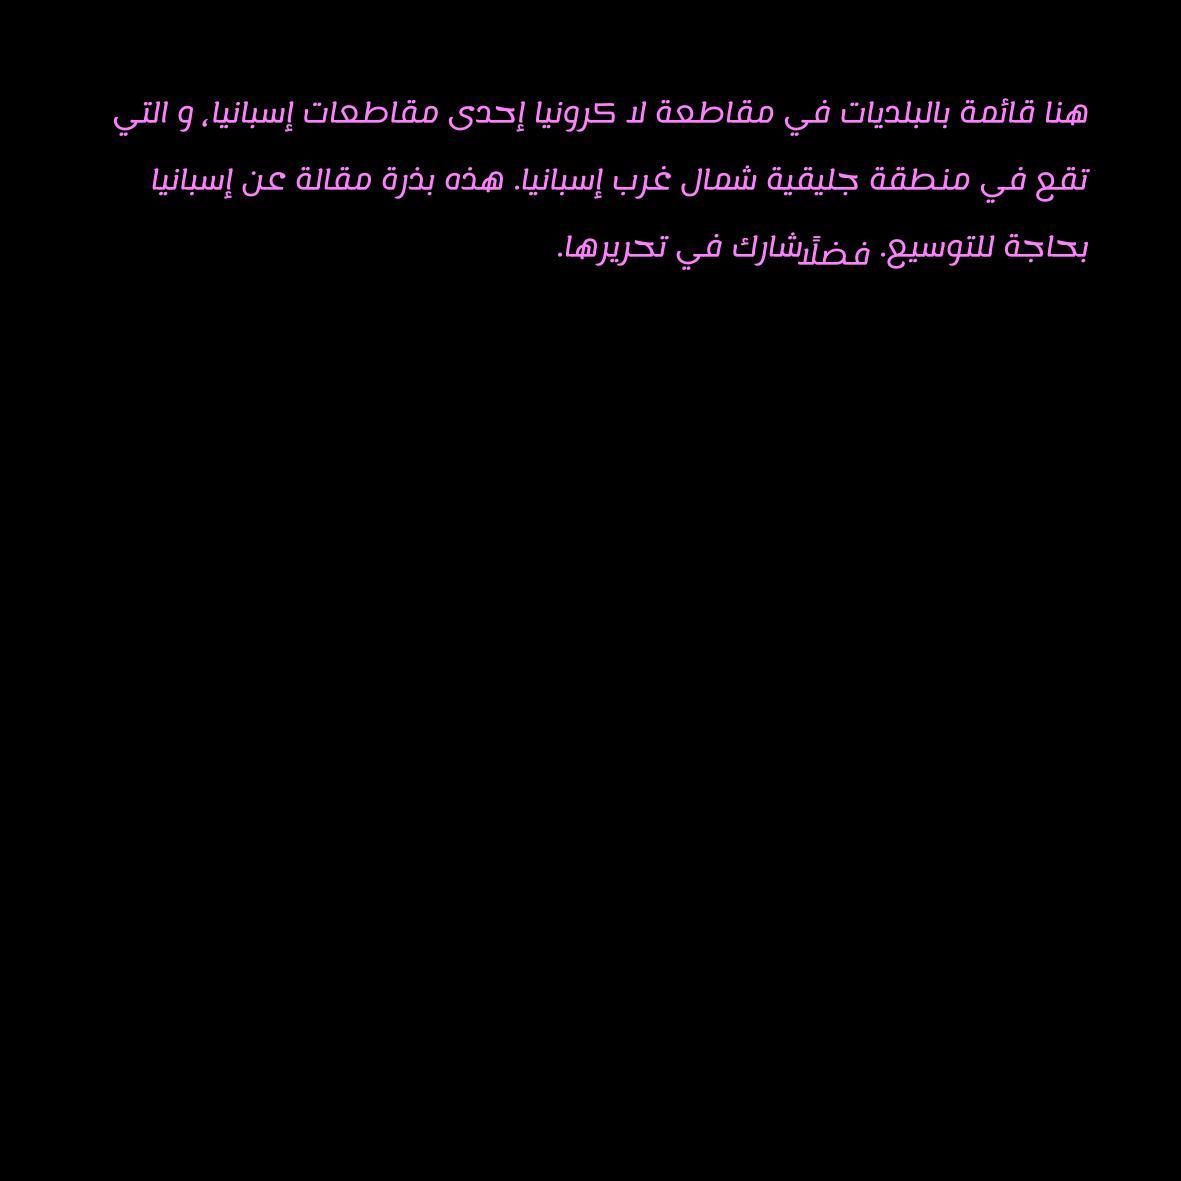 هنا قائمة بالبلديات في مقاطعة لا كرونيا إحدى مقاطعات إسبانيا، و التي
تقع في منطقة جليقية شمال غرب إسبانيا. هذه بذرة مقالة عن إسبانيا
بحاجة للتوسيع. فضلًا شارك في تحريرها.